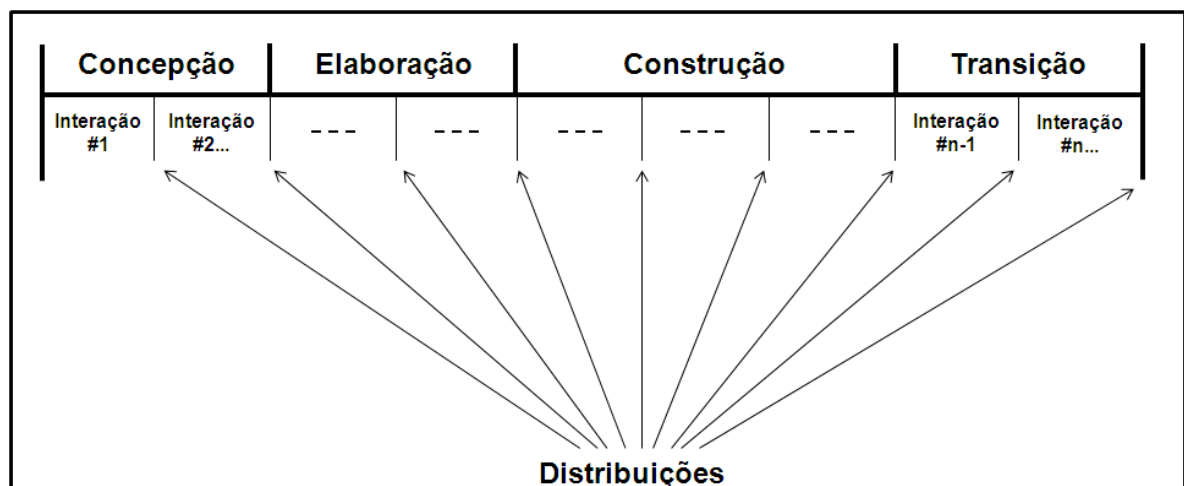 Concepção Elaboração Construção Transição
Interação Interação --- --- --- --- --- Interação Interação
#1 #2... #n-1 #n...
Distribuições